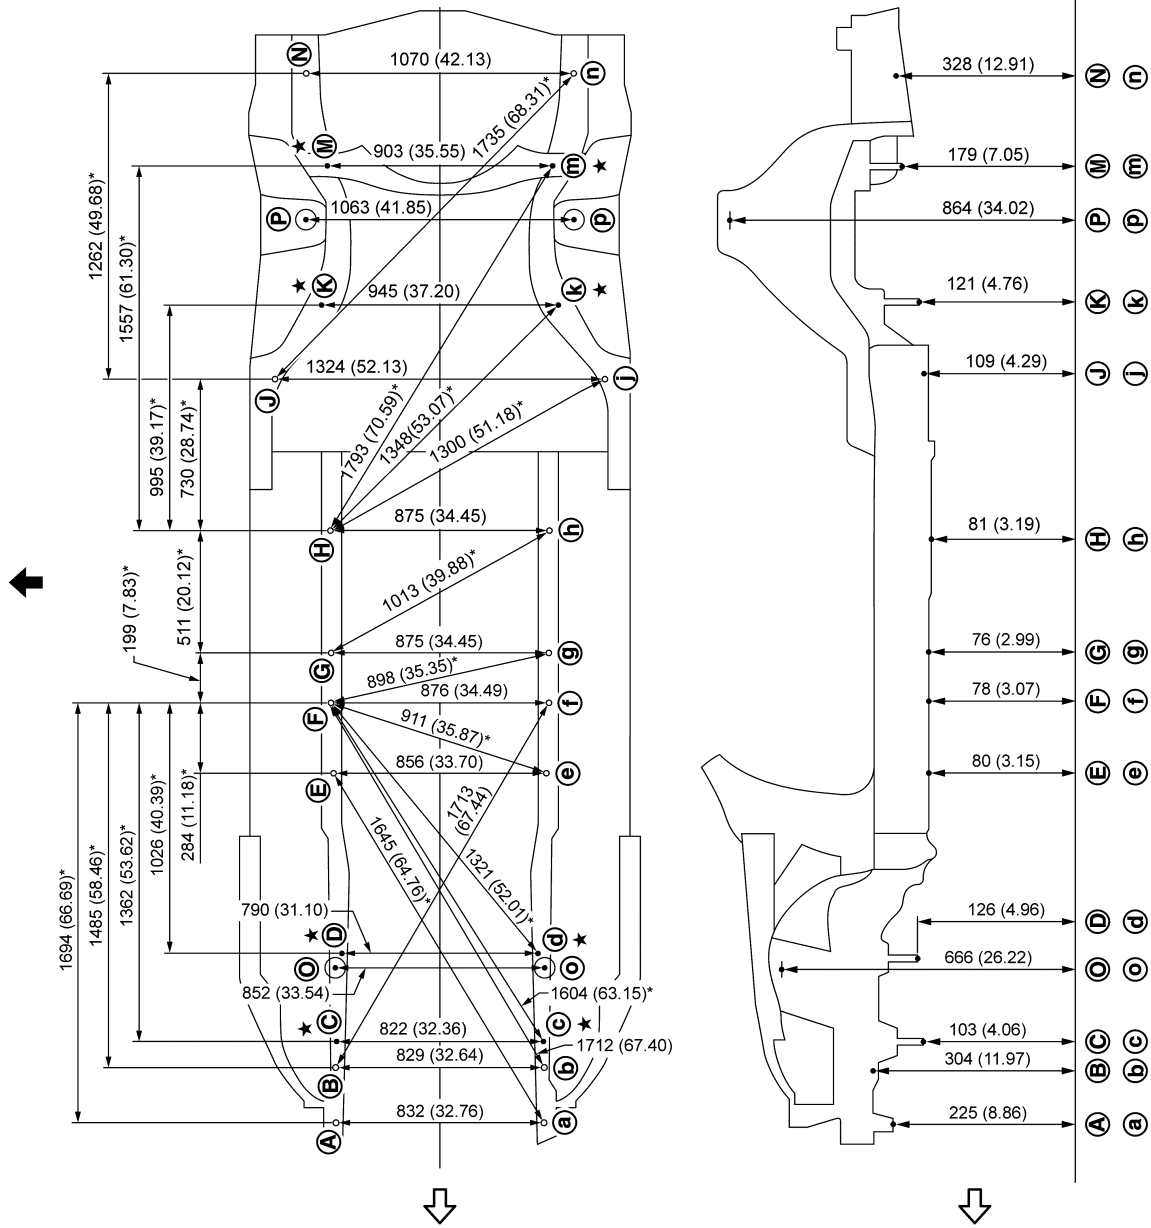 N
1070 (42.13)
n
328 (12.91)
N
n
1735 (68.31)*
★
M
903 (35.55)
m
★
179 (7.05)
M
m
1262 (49.68)*
P
1063 (41.85)
p
864 (34.02)
P
p
1557 (61.30)*
★
K
945 (37.20)
k
★
121 (4.76)
K
k
1324 (52.13)
J
j
109 (4.29)
J
j
995 (39.17)*
730 (28.74)*
1793 (70.59)*
1348(53.07)*
1300 (51.18)*
875 (34.45)
H
h
81 (3.19)
H
h
199 (7.83)*
511 (20.12)*
1013 (39.88)*
875 (34.45)
G
g
76 (2.99)
G
g
898 (35.35)*
876 (34.49)
F
f
78 (3.07)
F
f
911 (35.87)*
856 (33.70)
E
e
80 (3.15)
E
e
1694 (66.69)*
1485 (58.46)*
1362 (53.62)*
1026 (40.39)*
284 (11.18)*
1645 (64.76)*
1713
(67.44)
1321 (52.01)*
790 (31.10)
★
D
d
★
126 (4.96)
D
d
O
o
666 (26.22)
O
o
852 (33.54)
1604 (63.15)*
★
C
822 (32.36)
c
★
103 (4.06)
C
c
1712 (67.40)
B
829 (32.64)
b
304 (11.97)
B
b
A
832 (32.76)
a
225 (8.86)
A
a